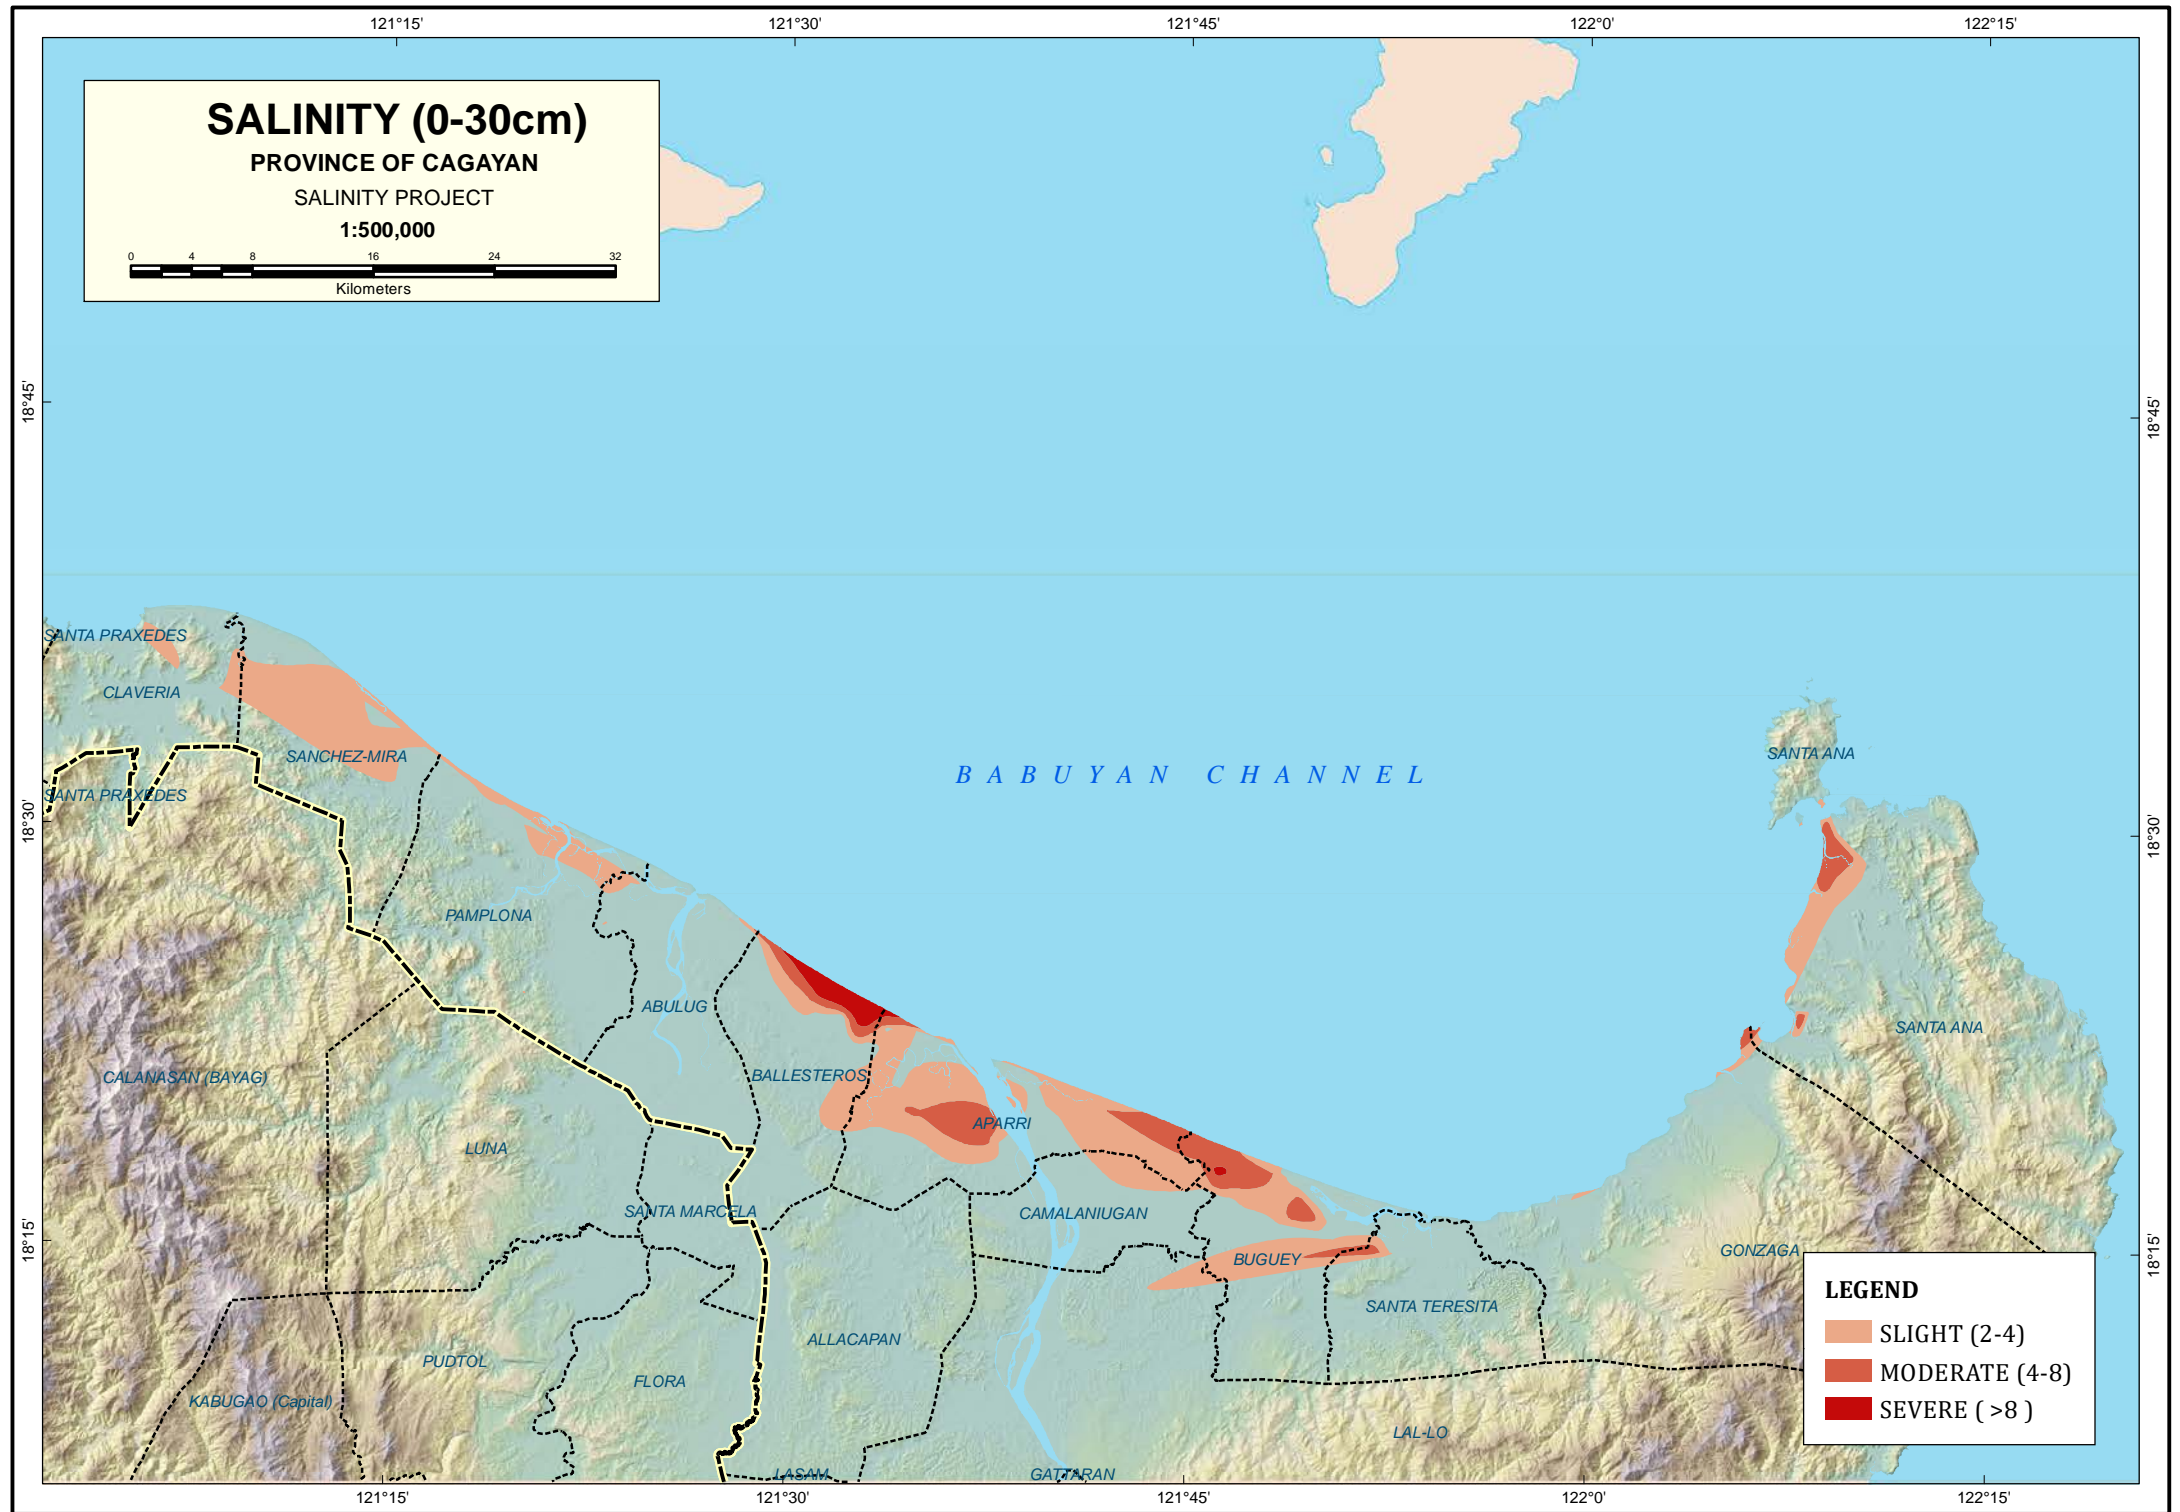 121°15'
121°30'
121°45'
122°0'
122°15'
SALINITY (0-30cm)
PROVINCE OF CAGAYAN
SALINITY PROJECT
1:500,000
0 4 8 16 24 32
Kilometers
18°45'
18°45'
SANTA PRAXEDES
CLAVERIA
SANCHEZ-MIRA
SANTA ANA
BABUYAN CHANNEL
SANTA PRAXEDES
18°30'
18°30'
PAMPLONA
ABULUG
SANTA ANA
BALLESTEROS
CALANASAN (BAYAG)
APARRI
LUNA
SANTA MARCELA
CAMALANIUGAN
18°15'
18°15'
BUGUEY
GONZAGA
SANTA TERESITA
ALLACAPAN
PUDTOL
FLORA
KABUGAO (Capital)
LAL-LO
LASAM
GATTARAN
LEGEND
SLIGHT (2-4)
MODERATE (4-8)
SEVERE ( >8 )
121°15'
121°30'
121°45'
122°0'
122°15'